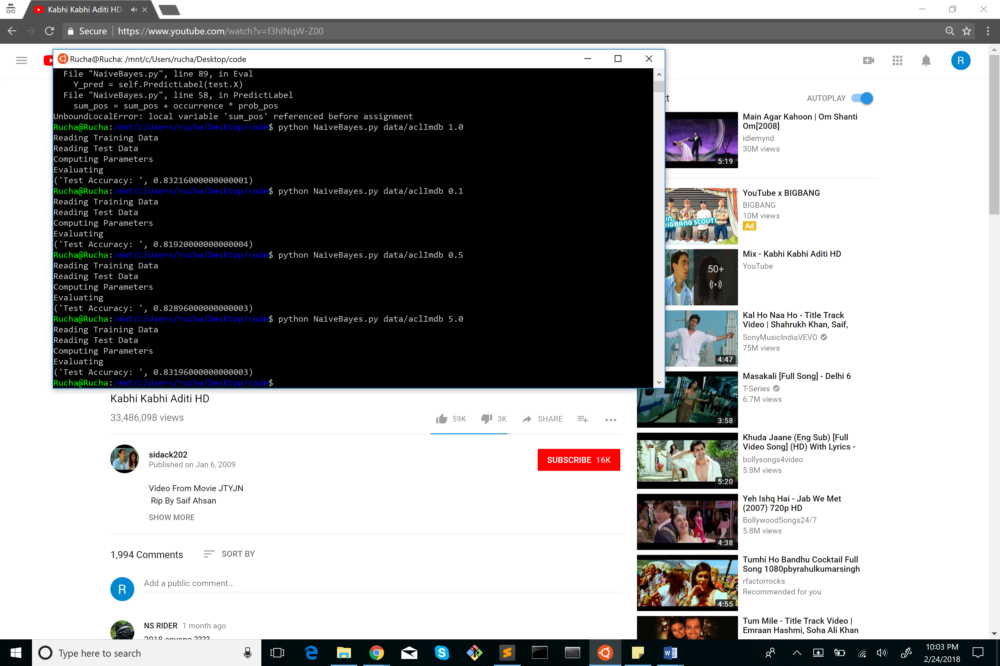 Kabhi Kabhi Aditi HD
Secure
https://www.youtube.com/watch?v=f3hINqW-Z00
Rucha@Rucha: /mnt/c/Users/rucha/Desktop/code
File "NaiveBayes.py", line 89, in Eval
Y_pred = self.PredictLabel(test.X)
File "NaiveBayes.py", line 58, in PredictLabel
sum_pos = sum_pos + occurrence * prob_pos
UnboundLocalError: local variable 'sum_pos' referenced before assignment
Rucha@Rucha:/mnt/c/Users/rucha/Desktop/code$ python NaiveBayes.py data/aclImdb 1.0
Reading Training Data
Reading Test Data
Computing Parameters
Evaluating
('Test Accuracy: ', 0.83216000000000001)
Rucha@Rucha:/mnt/c/Users/rucha/Desktop/code$ python NaiveBayes.py data/aclImdb 0.1
Reading Training Data
Reading Test Data
Computing Parameters
Evaluating
('Test Accuracy: ', 0.81920000000000004)
Rucha@Rucha:/mnt/c/Users/rucha/Desktop/code$ python NaiveBayes.py data/aclImdb 0.5
Reading Training Data
Reading Test Data
Computing Parameters
Evaluating
('Test Accuracy: ', 0.82896000000000003)
Rucha@Rucha:/mnt/c/Users/rucha/Desktop/code$ python NaiveBayes.py data/aclImdb 5.0
Reading Training Data
Reading Test Data
Computing Parameters
Evaluating
('Test Accuracy: ', 0.83196000000000003)
Rucha@Rucha:/mnt/c/Users/rucha/Desktop/code$
R
AUTOPLAY
Main Agar Kahoon | Om Shanti
Om[2008]
idlemynd
30M views
5:19
YouTube x BIGBANG
BIGBANG
10M views
Ad
BIGBANG SCOUT!
Mix - Kabhi Kabhi Aditi HD
YouTube
50+
Kal Ho Naa Ho - Title Track
Video | Shahrukh Khan, Saif,
SonyMusicIndiaVEVO
75M views
4:47
Masakali [Full Song] - Delhi 6
T-Series
6.7M views
3:58
Khuda Jaane (Eng Sub) [Full
Video Song] (HD) With Lyrics -
bollysongs4video
5.8M views
5:20
Yeh Ishq Hai - Jab We Met
(2007) 720p HD
BollywoodSongs24/7
5.8M views
4:38
Tumhi Ho Bandhu Cocktail Full
Song 1080pbyrahulkumarsingh
rfactorrocks
Recommended for you
4:55
Tum Mile - Title Track Video |
Emraan Hashmi, Soha Ali Khan
Kabhi Kabhi Aditi HD
33,486,098 views
59K
3K
SHARE
sidack202
Published on Jan 6, 2009
SUBSCRIBE 16K
Video From Movie JTYJN
Rip By Saif Ahsan
SHOW MORE
1,994 Comments
SORT BY
R
Add a public comment...
NS RIDER 1 month ago
2018 anyone ????
Type here to search
10:03 PM
2/24/2018